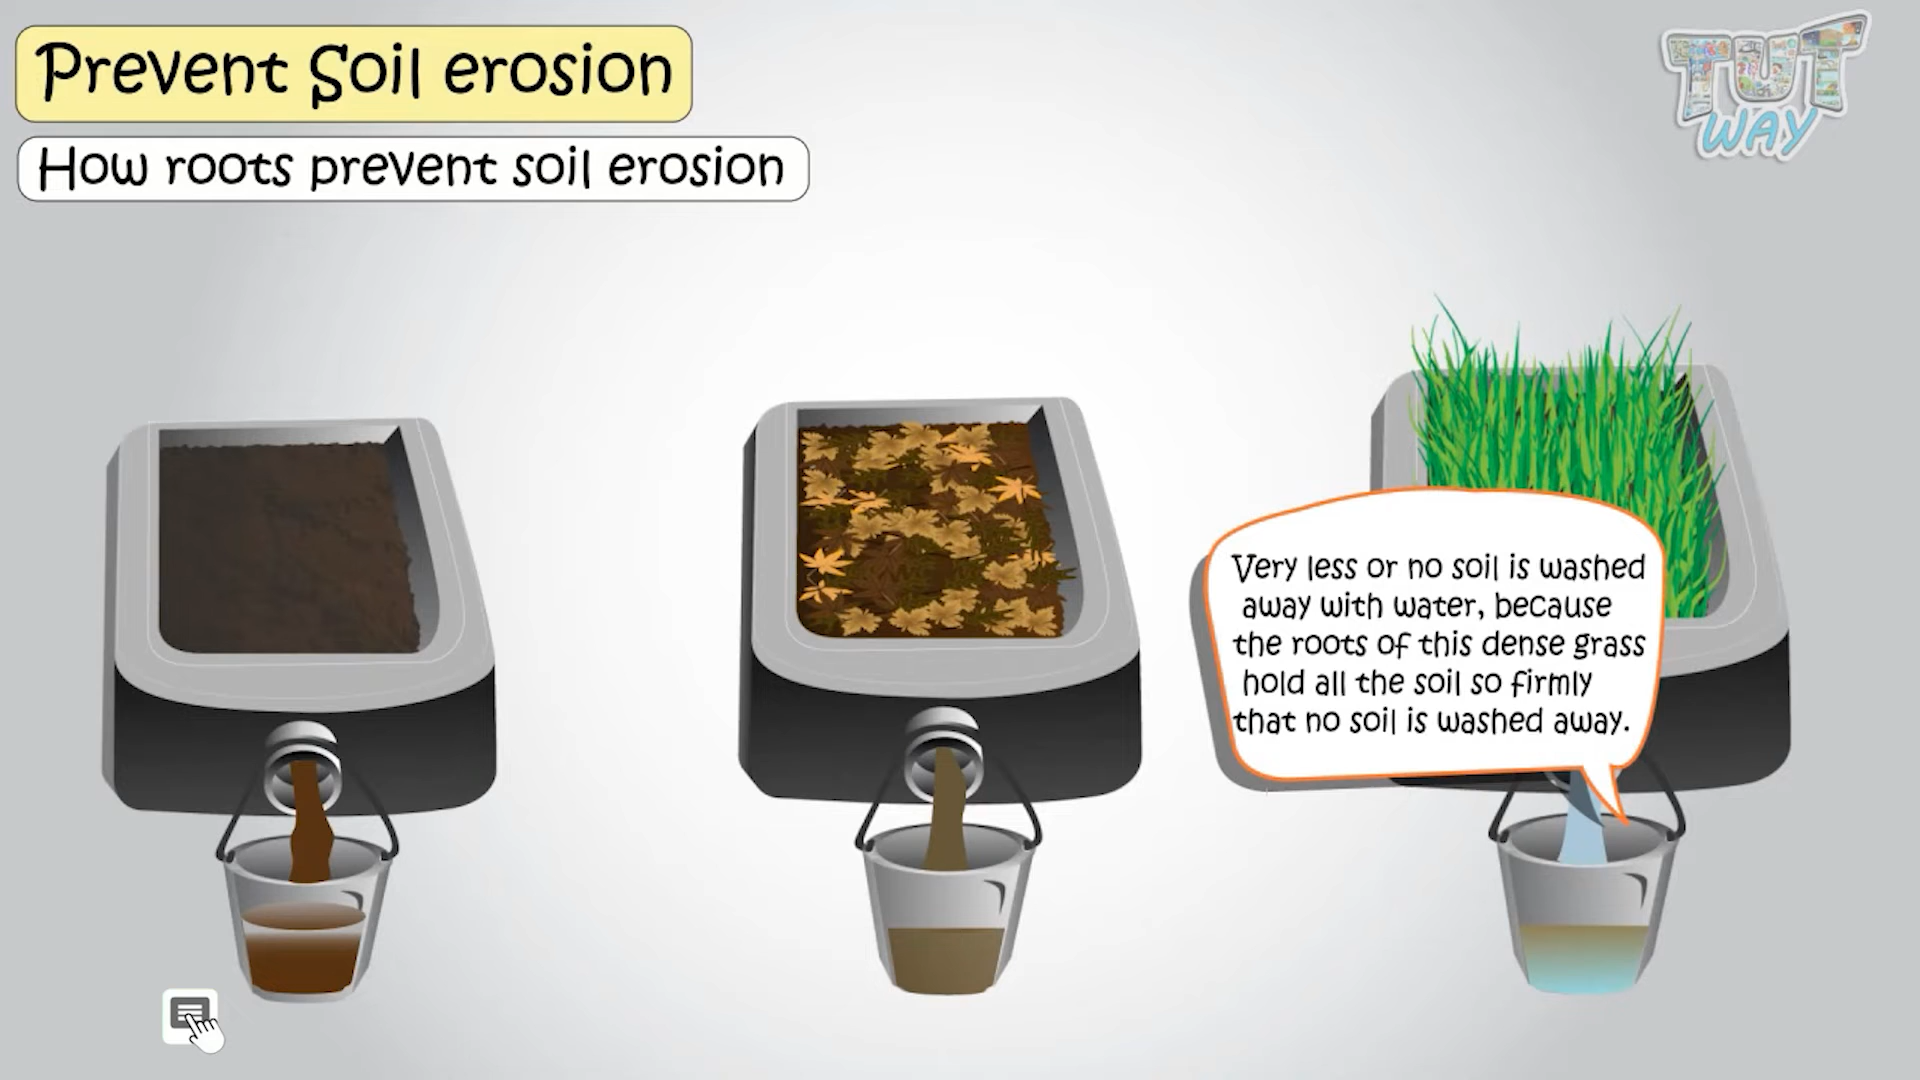 Prevent Soil erosion
TUT
WAY
How roots prevent soil erosion
Very less or no soil is washed
away with water, because
the roots of this dense grass
hold all the soil so firmly
that no soil is washed away.